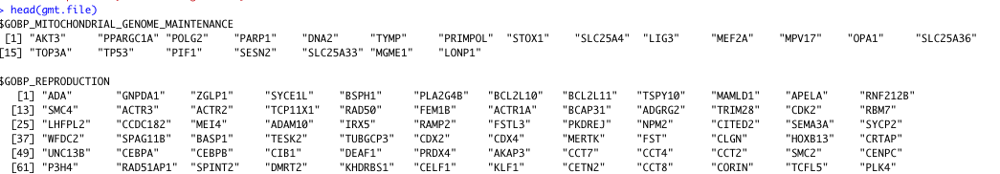 > head(gmt.file)
$GOBP_MITOCHONDRIAL_GENOME_MAINTENANCE
[1] "AKT3" "PPARGC1A" "POLG2" "PARP1" "DNA2" "TYMP" "PRIMPOL" "STOX1" "SLC25A4" "LIG3" "MEF2A" "MPV17" "OPA1" "SLC25A36"
[15] "TOP3A" "TP53" "PIF1" "SESN2" "SLC25A33" "MGME1" "LONP1"
$GOBP_REPRODUCTION
[1] "ADA" "GNPDA1" "ZGLP1" "SYCE1L" "BSPH1" "PLA2G4B" "BCL2L10" "BCL2L11" "TSPY10" "MAMLD1" "APELA" "RNF212B"
[13] "SMC4" "ACTR3" "ACTR2" "TCP11X1" "RAD50" "FEM1B" "ACTR1A" "BCAP31" "ADGRG2" "TRIM28" "CDK2" "RBM7"
[25] "LHFPL2" "CCDC182" "MEI4" "ADAM10" "IRX5" "RAMP2" "FSTL3" "PKDREJ" "NPM2" "CITED2" "SEMA3A" "SYCP2"
[37] "WFDC2" "SPAG11B" "BASP1" "TESK2" "TUBGCP3" "CDX2" "CDX4" "MERTK" "FST" "CLGN" "HOXB13" "CRTAP"
[49] "UNC13B" "CEBPA" "CEBPB" "CIB1" "DEAF1" "PRDX4" "AKAP3" "CCT7" "CCT4" "CCT2" "SMC2" "CENPC"
[61] "P3H4" "RAD51AP1" "SPINT2" "DMRT2" "KHDRBS1" "CELF1" "KLF1" "CETN2" "CCT8" "CORIN" "TCFL5" "PLK4"